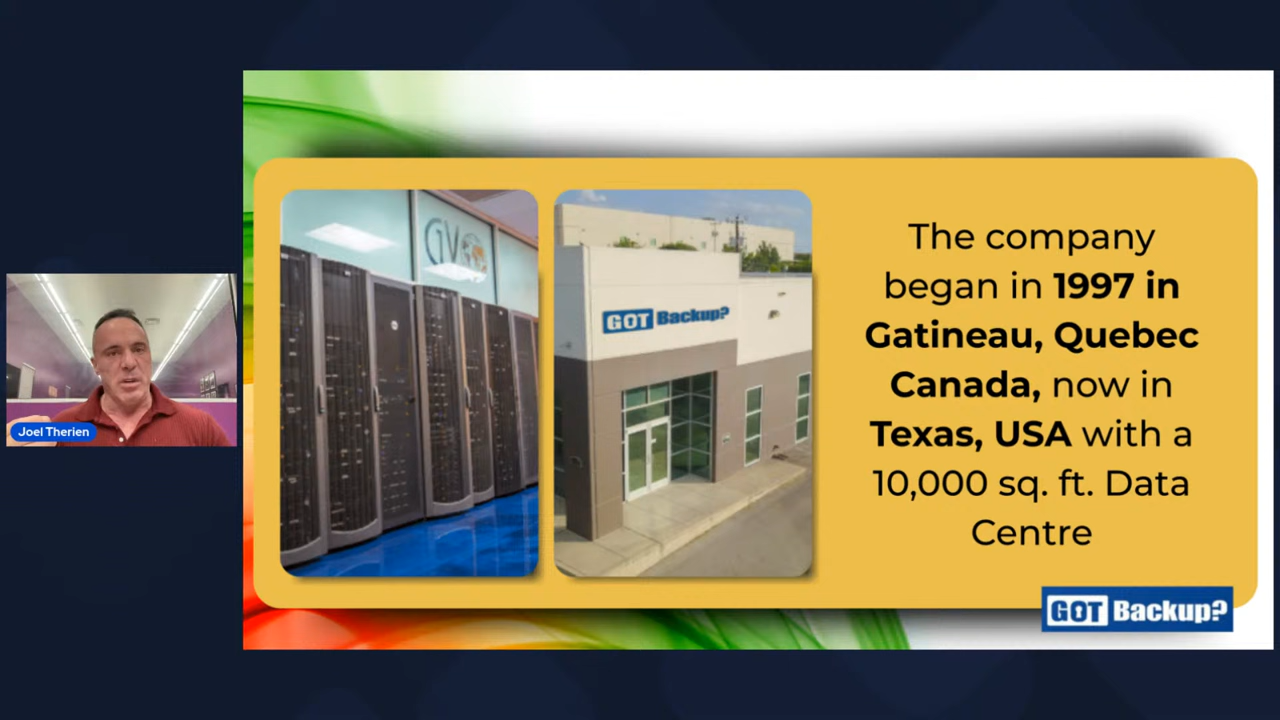 Joel Therien
GV
GOT Backup?
The company
began in 1997 in
Gatineau, Quebec
Canada, now in
Texas, USA with a
10,000 sq. ft. Data
Centre
GOT Backup?